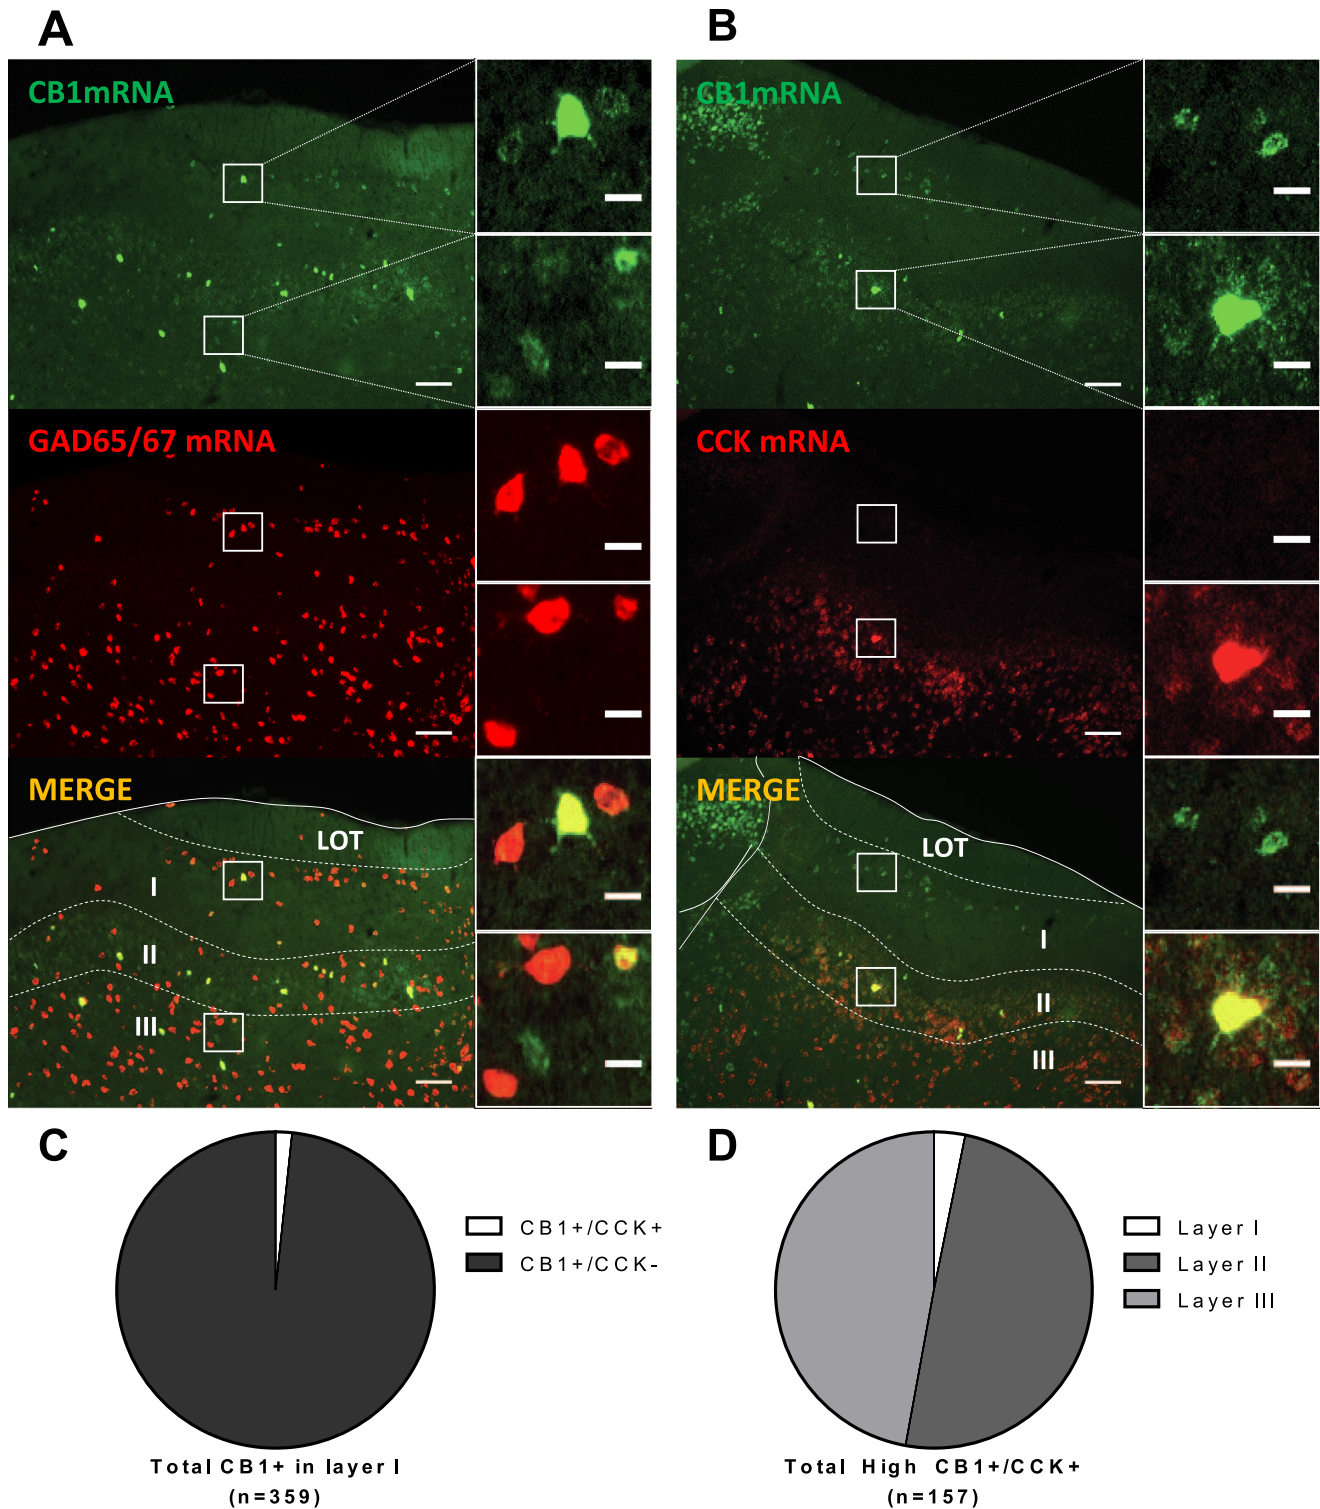 A
B
CB1mRNA
CB1mRNA
GAD65/67 mRNA
CCK mRNA
MERGE
MERGE
LOT
LOT
I
I
II
II
III
III
C
D
CB1+/CCK+
CB1+/CCK-
Layer I
Layer II
Layer III
Total CB1+ in layer I
(n=359)
Total High CB1+/CCK+
(n=157)